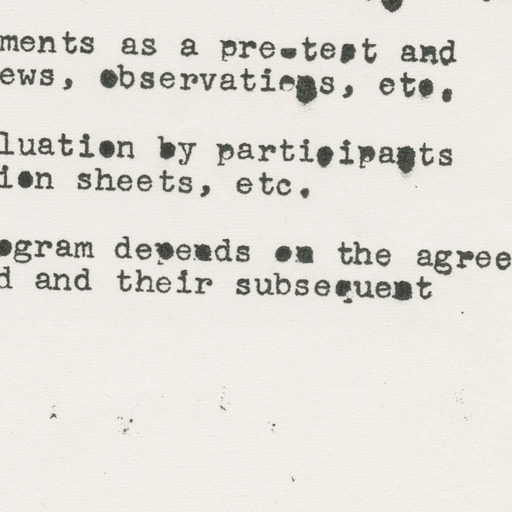 ments as a pre-test and
ews, observations, etc.
luation by participants
ion sheets, etc.
ogram depends on the agree
d and their subsequent